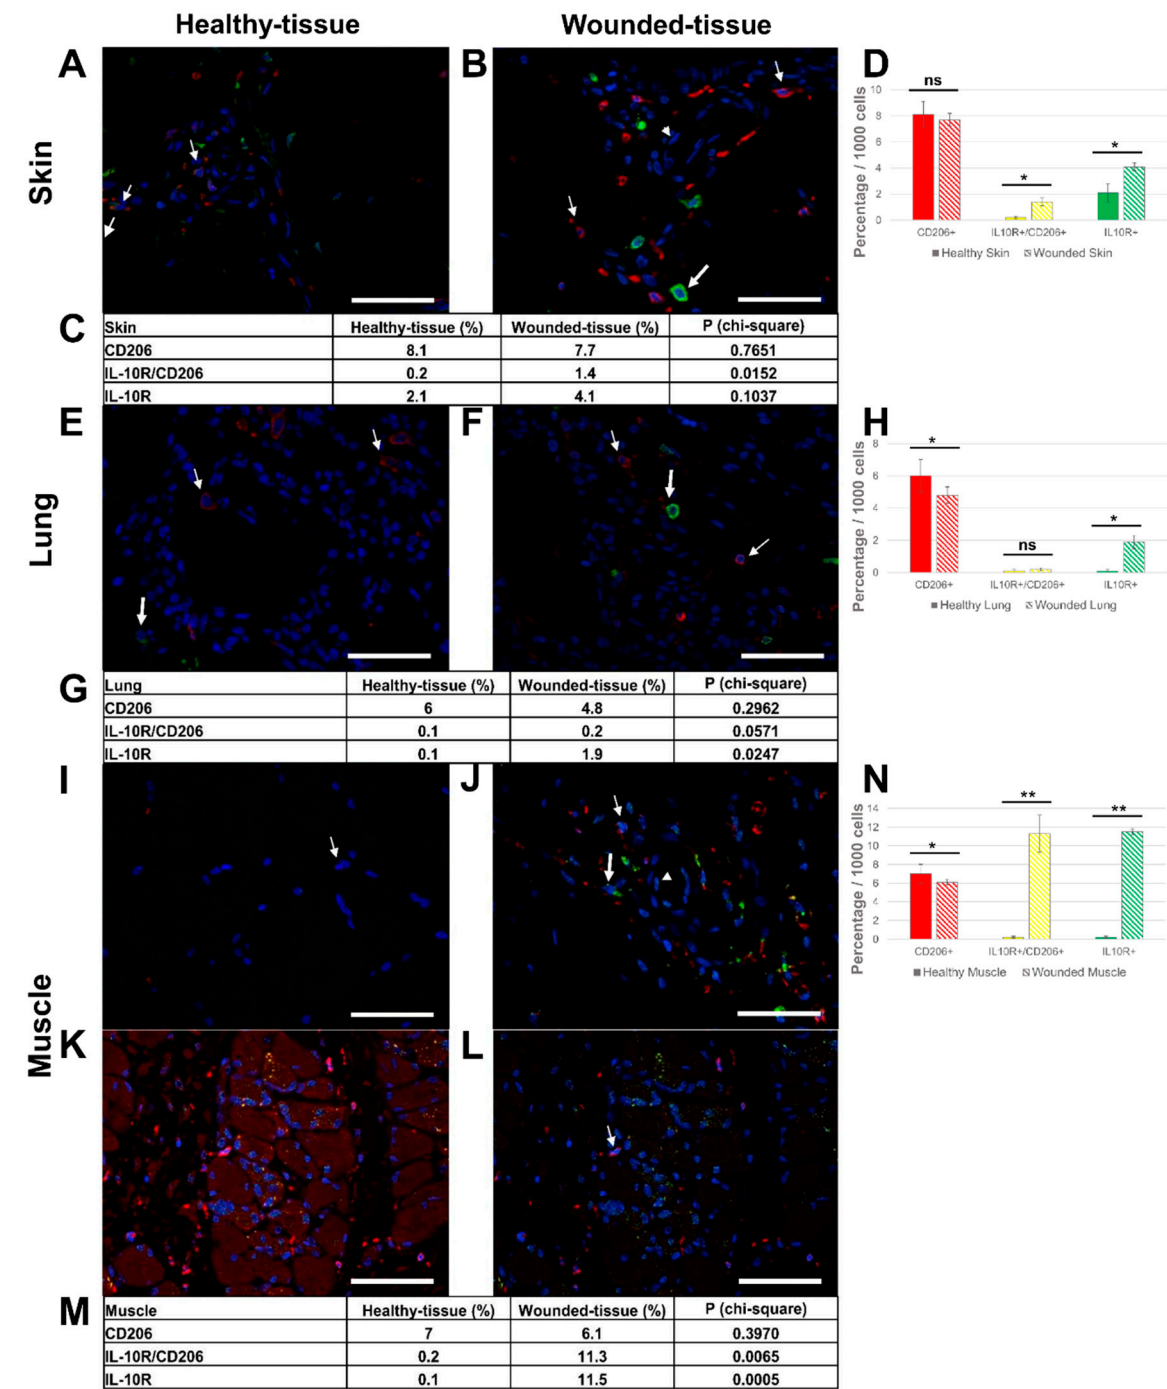 Healthy-tissue Wounded-tissue
Skin
A B D
ns
*
*
Percentage / 1000 cells
10
8
6
4
2
0
CD206+ IL10R+/CD206+ IL10R+
Healthy Skin Wounded Skin
C
Skin Healthy-tissue (%) Wounded-tissue (%) P (chi-square)
CD206 8.1 7.7 0.7651
IL-10R/CD206 0.2 1.4 0.0152
IL-10R 2.1 4.1 0.1037
Lung
E F H
*
ns
*
Percentage / 1000 cells
8
6
4
2
0
CD206+ IL10R+/CD206+ IL10R+
Healthy Lung Wounded Lung
G
Lung Healthy-tissue (%) Wounded-tissue (%) P (chi-square)
CD206 6 4.8 0.2962
IL-10R/CD206 0.1 0.2 0.0571
IL-10R 0.1 1.9 0.0247
Muscle
I J N
*
**
**
Percentage / 1000 cells
14
12
10
8
6
4
2
0
CD206+ IL10R+/CD206+ IL10R+
Healthy Muscle Wounded Muscle
K L
M
Muscle Healthy-tissue (%) Wounded-tissue (%) P (chi-square)
CD206 7 6.1 0.3970
IL-10R/CD206 0.2 11.3 0.0065
IL-10R 0.1 11.5 0.0005